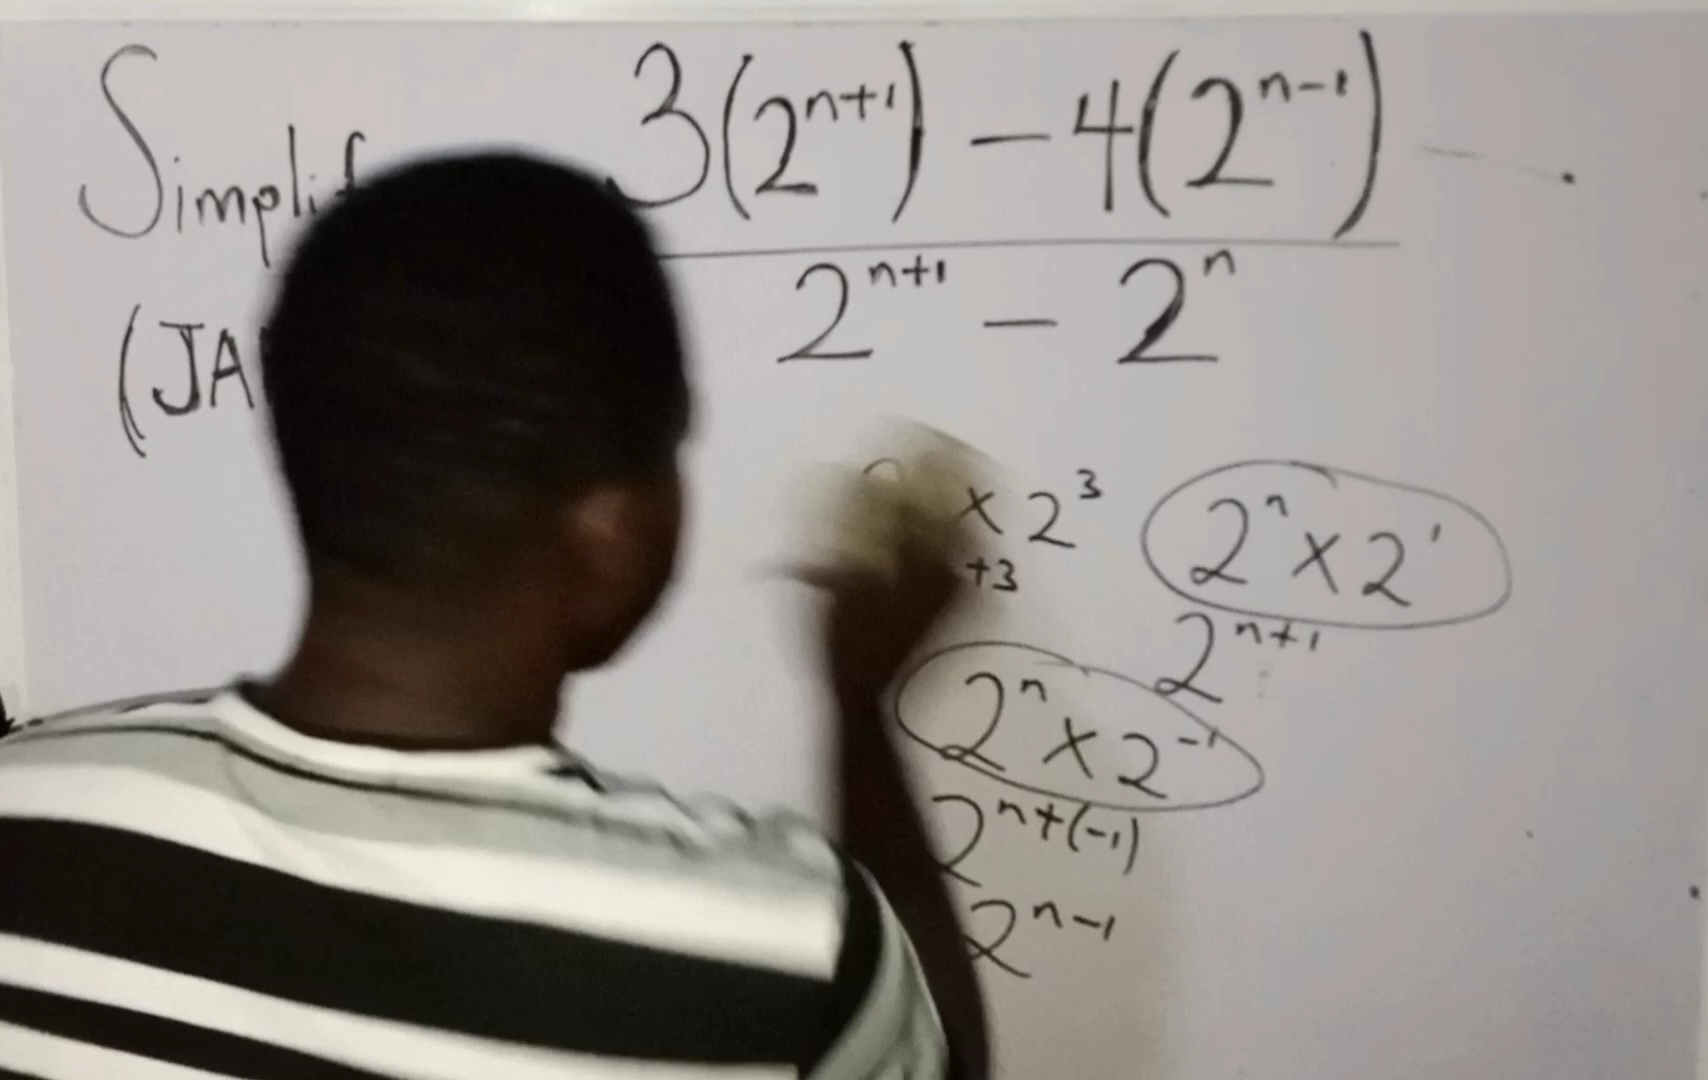 3(2ⁿ⁺¹) − 4(2ⁿ⁻¹)
2ⁿ⁺¹ − 2ⁿ
(JA
× 2³
+3
2ⁿ × 2¹
2ⁿ⁺¹
2ⁿ × 2⁻¹
2ⁿ⁺⁽⁻¹⁾
2ⁿ⁻¹